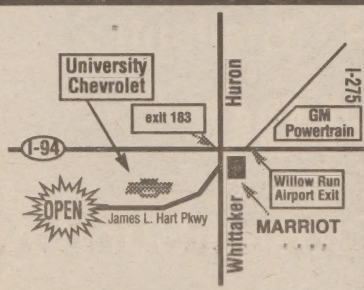 University
Chevrolet
exit 183
Huron
I-275
GM
Powertrain
I-94
Willow Run
Airport Exit
OPEN
James L. Hart Pkwy
Whittaker
MARRIOT